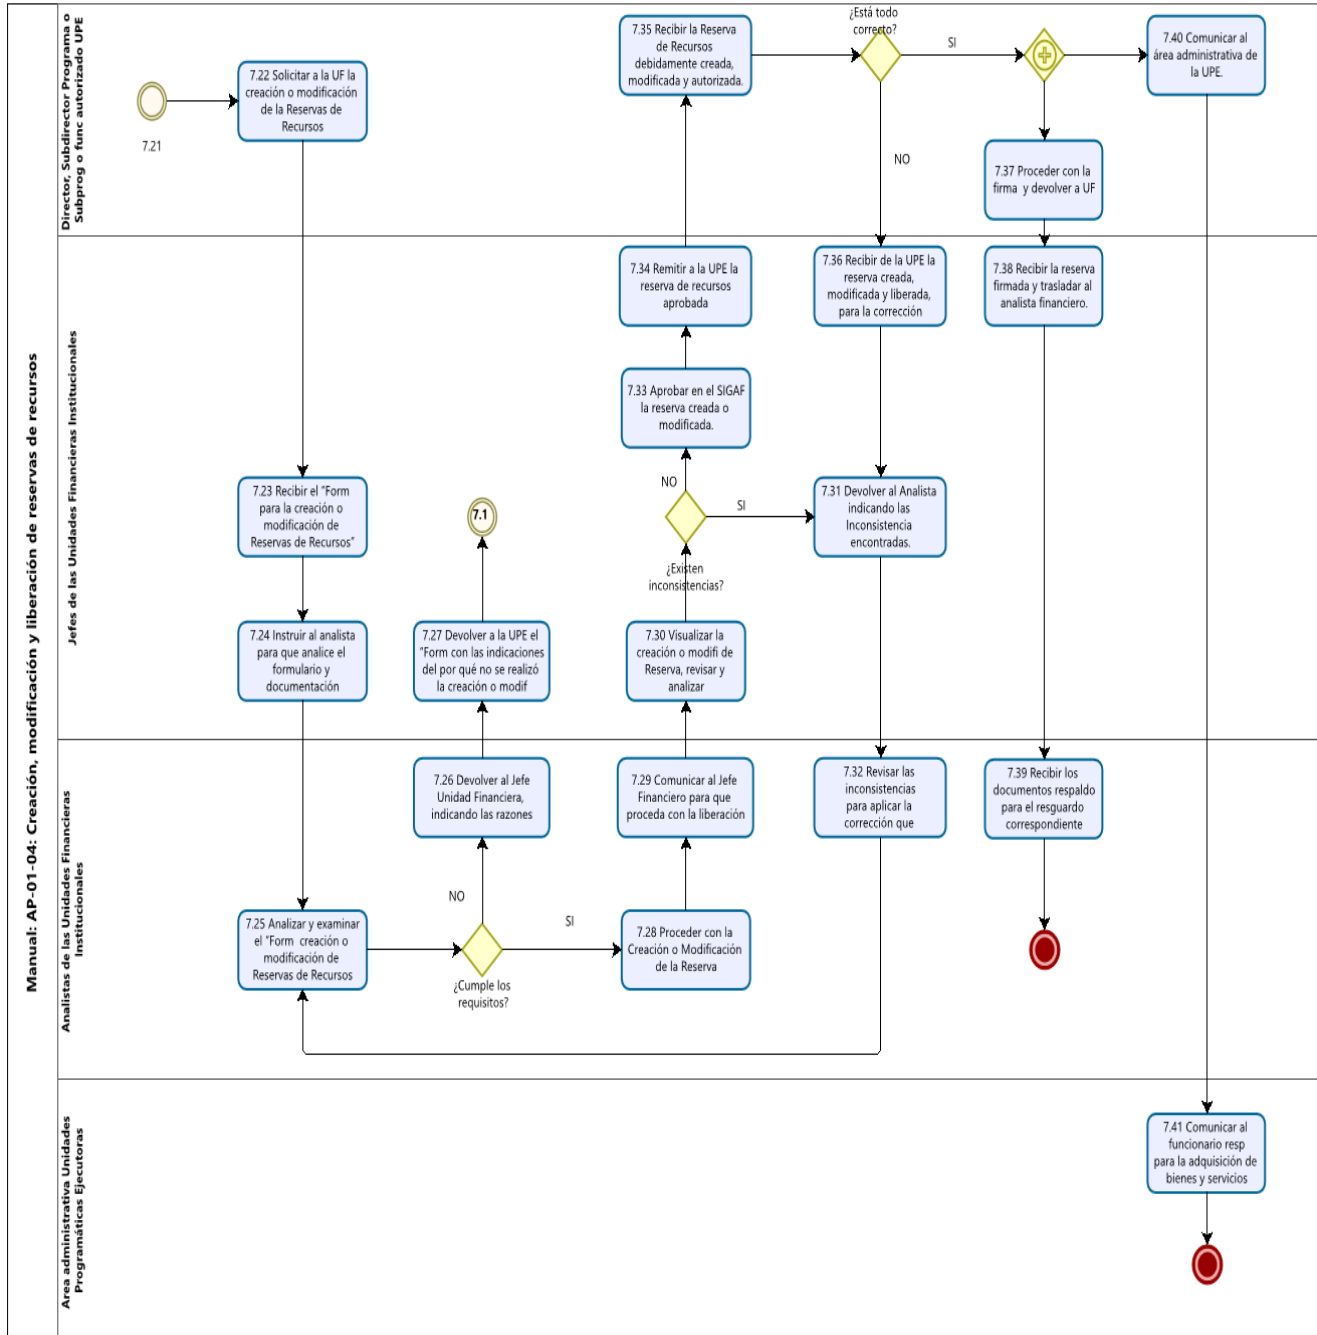 Manual: AP-01-04: Creación, modificación y liberación de reservas de recursos
Director, Subdirector Programa o
Subprog o func autorizado UPE
7.21
7.22 Solicitar a la UF la
creación o modificación
de la Reservas de
Recursos
7.35 Recibir la Reserva
de Recursos
debidamente creada,
modificada y autorizada.
¿Está todo
correcto?
SI
NO
7.40 Comunicar al
área administrativa de
la UPE.
7.37 Proceder con la
firma y devolver a UF
Jefes de las Unidades Financieras Institucionales
7.34 Remitir a la UPE la
reserva de recursos
aprobada
7.36 Recibir de la UPE la
reserva creada,
modificada y liberada,
para la corrección
7.38 Recibir la reserva
firmada y trasladar al
analista financiero.
7.33 Aprobar en el SIGAF
la reserva creada o
modificada.
7.23 Recibir el "Form
para la creación o
modificación de
Reservas de Recursos"
7.1
NO
SI
¿Existen
inconsistencias?
7.31 Devolver al Analista
indicando las
Inconsistencia
encontradas.
7.24 Instruir al analista
para que analice el
formulario y
documentación
7.27 Devolver a la UPE el
"Form con las indicaciones
del por qué no se realizó
la creación o modif
7.30 Visualizar la
creación o modifi de
Reserva, revisar y
analizar
Analistas de las Unidades Financieras
Institucionales
7.26 Devolver al Jefe
Unidad Financiera,
indicando las razones
7.29 Comunicar al Jefe
Financiero para que
proceda con la liberación
7.32 Revisar las
inconsistencias
para aplicar la
corrección que
7.39 Recibir los
documentos respaldo
para el resguardo
correspondiente
7.25 Analizar y examinar
el "Form creación o
modificación de
Reservas de Recursos
NO
SI
¿Cumple los
requisitos?
7.28 Proceder con la
Creación o Modificación
de la Reserva
Area administrativa Unidades
Programáticas Ejecutoras
7.41 Comunicar al
funcionario resp
para la adquisición de
bienes y servicios